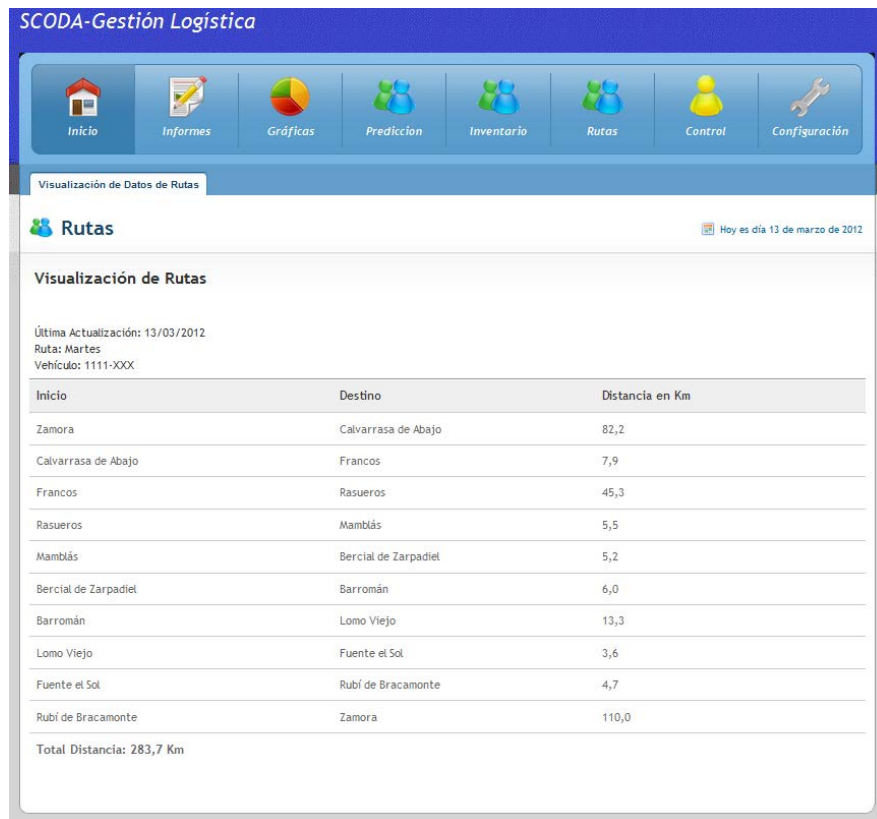 SCODA-Gestión Logística
Inicio Informes Gráficas Prediccion Inventario Rutas Control Configuración
Visualización de Datos de Rutas
Rutas
Hoy es día 13 de marzo de 2012
Visualización de Rutas
Última Actualización: 13/03/2012
Ruta: Martes
Vehículo: 1111-XXX
Inicio Destino Distancia en Km
Zamora Calvarrasa de Abajo 82,2
Calvarrasa de Abajo Francos 7,9
Francos Rasueros 45,3
Rasueros Mamblás 5,5
Mamblás Bercial de Zarpadiel 5,2
Bercial de Zarpadiel Barromán 6,0
Barromán Lomo Viejo 13,3
Lomo Viejo Fuente el Sol 3,6
Fuente el Sol Rubí de Bracamonte 4,7
Rubí de Bracamonte Zamora 110,0
Total Distancia: 283,7 Km